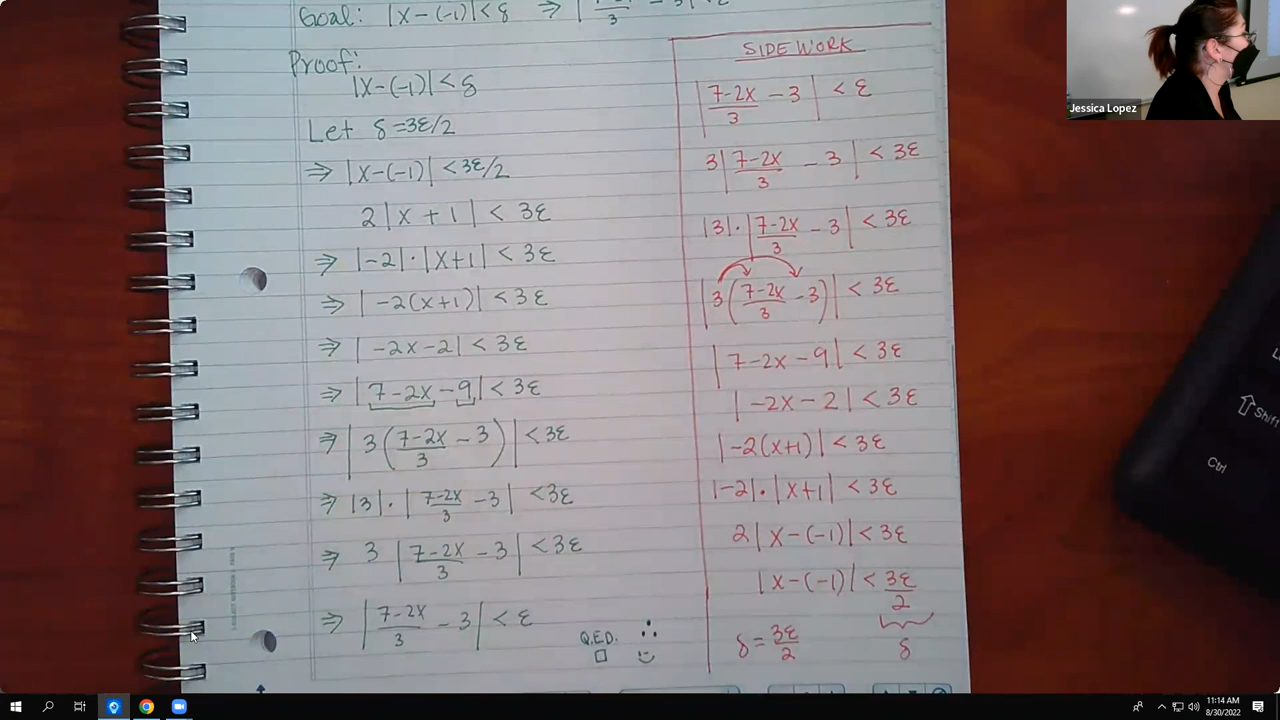 Goal: |x-(-1)| < δ ⇒
Proof:
|x-(-1)| < δ
Let δ = 3ε/2
⇒ |x-(-1)| < 3ε/2
2|x + 1| < 3ε
⇒ |-2|·|x+1| < 3ε
⇒ |-2(x+1)| < 3ε
⇒ |-2x-2| < 3ε
⇒ |7-2x-9| < 3ε
⇒ |3((7-2x)/3 - 3)| < 3ε
⇒ |3|·|(7-2x)/3 - 3| < 3ε
⇒ 3|(7-2x)/3 - 3| < 3ε
⇒ |(7-2x)/3 - 3| < ε
Q.E.D. ∴
□
SIDE WORK
|(7-2x)/3 - 3| < ε
3|(7-2x)/3 - 3| < 3ε
|3|·|(7-2x)/3 - 3| < 3ε
|3((7-2x)/3 - 3)| < 3ε
|7-2x-9| < 3ε
|-2x-2| < 3ε
|-2(x+1)| < 3ε
|-2|·|x+1| < 3ε
2|x-(-1)| < 3ε
|x-(-1)| < 3ε/2
δ = 3ε/2
δ
Jessica Lopez
Shift
Ctrl
11:14 AM
8/30/2022